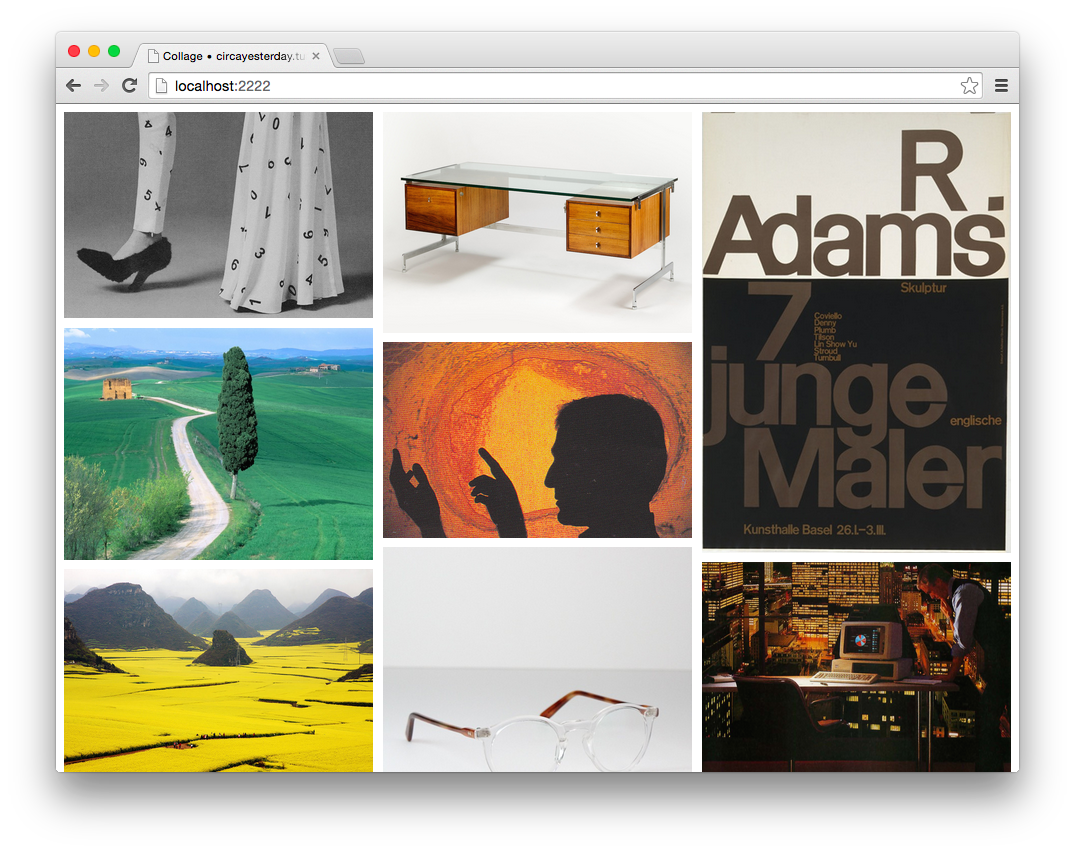 Collage • circayesterday.tu
localhost:2222
R
Adams
Skulptur
7
Coviello
Denny
Plumb
Tilson
Lin Show Yu
Stroud
Turnbull
junge
englische
Maler
Kunsthalle Basel 26.I.–3.III.